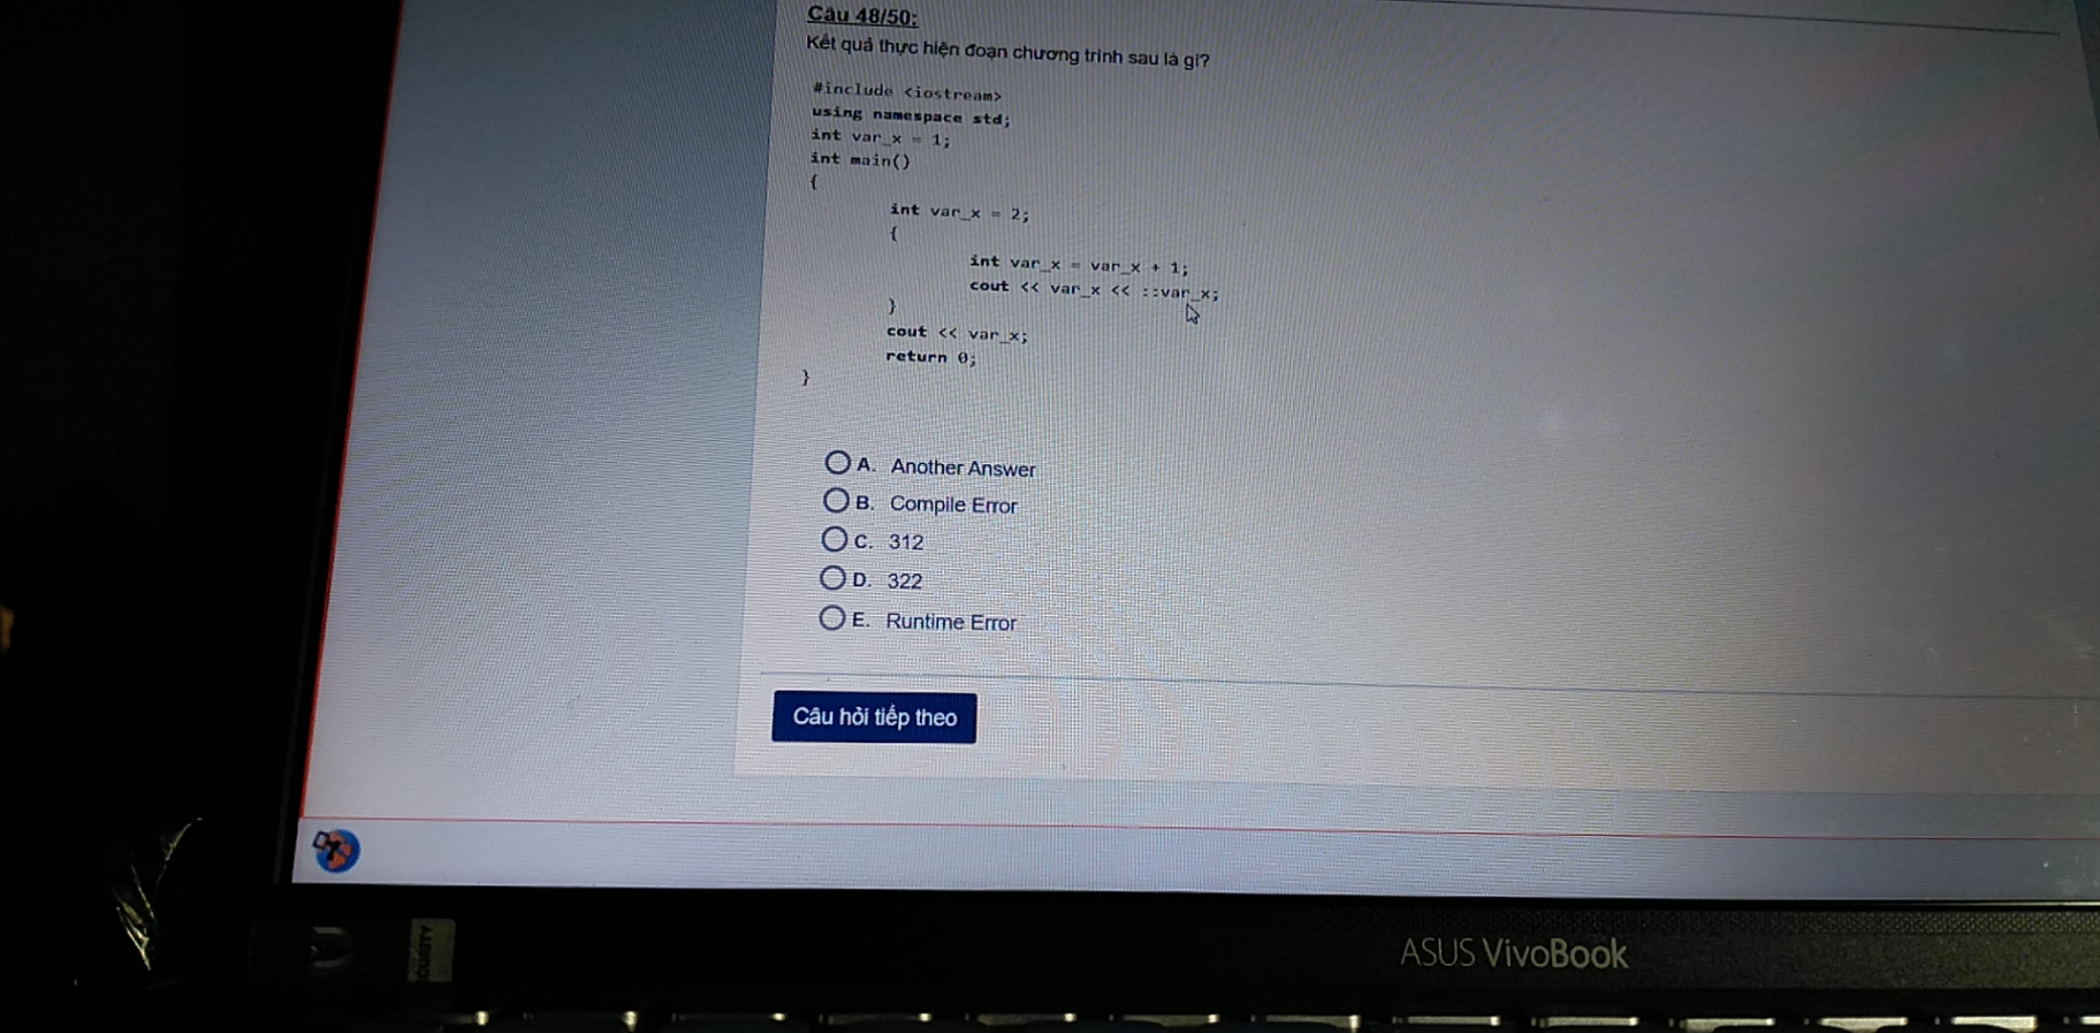 Câu 48/50:
Kết quả thực hiện đoạn chương trình sau là gì?
#include <iostream>
using namespace std;
int var_x = 1;
int main()
{
int var_x = 2;
{
int var_x = var_x + 1;
cout << var_x << ::var_x;
}
cout << var_x;
return 0;
}
A. Another Answer
B. Compile Error
C. 312
D. 322
E. Runtime Error
Câu hỏi tiếp theo
ASUS VivoBook